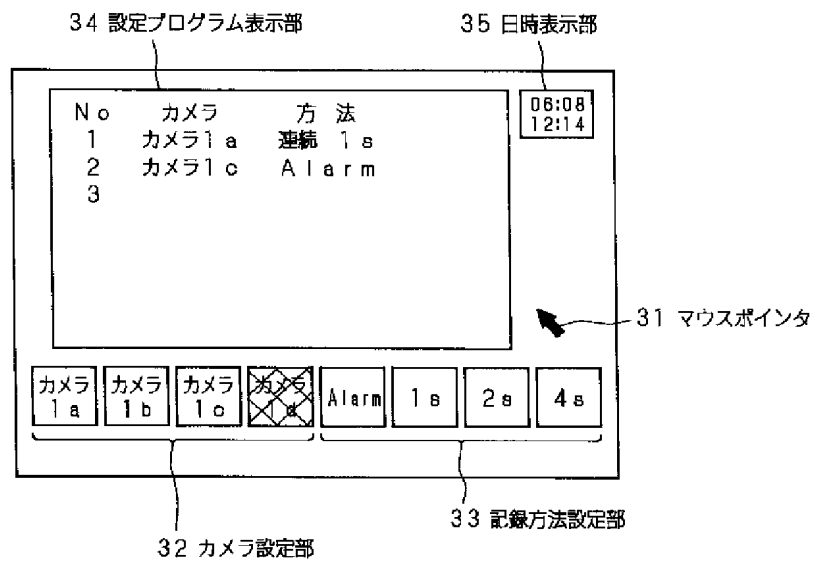 34 設定プログラム表示部
35 日時表示部
No カメラ 方 法
1 カメラ1a 連続 1s
2 カメラ1c Alarm
3
06:08
12:14
31 マウスポインタ
カメラ
1a
カメラ
1b
カメラ
1c
カメラ
1d
Alarm
1s
2s
4s
33 記録方法設定部
32 カメラ設定部